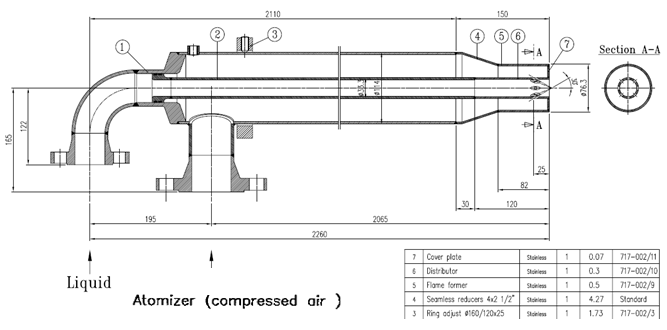 2110
150
1
2
3
4
5
6
A
7
Section A-A
Ø114
Ø76.3
165
122
A
25
82
195
2065
30
120
2260
Liquid
Atomizer (compressed air )
7 Cover plate Stainless 1 0.07 717-002/11
6 Distributor Stainless 1 0.3 717-002/10
5 Flame former Stainless 1 0.5 717-002/9
4 Seamless reducers 4x2 1/2" Stainless 1 4.27 Standard
3 Ring adjust Ø160/120x25 Stainless 1 1.73 717-002/3